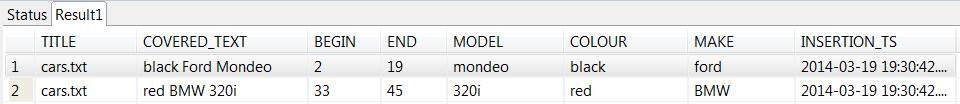 Status Result1
TITLE COVERED_TEXT BEGIN END MODEL COLOUR MAKE INSERTION_TS
1 cars.txt black Ford Mondeo 2 19 mondeo black ford 2014-03-19 19:30:42....
2 cars.txt red BMW 320i 33 45 320i red BMW 2014-03-19 19:30:42....